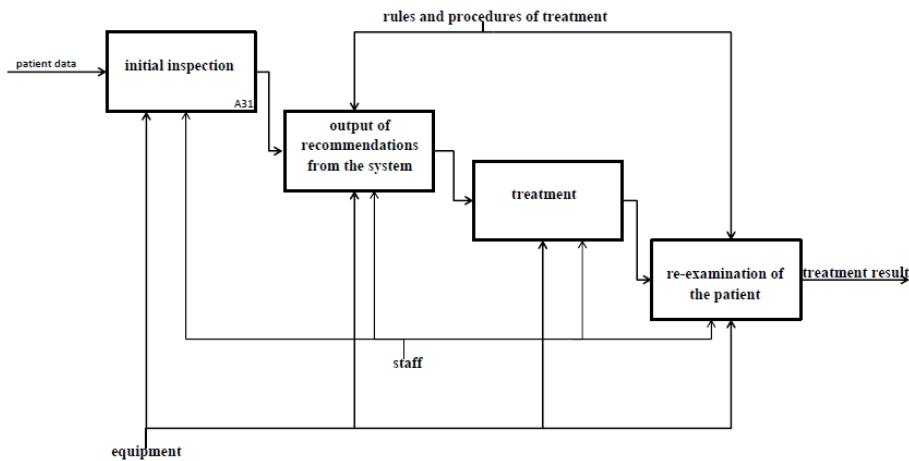 rules and procedures of treatment
patient data
initial inspection
A31
output of
recommendations
from the system
treatment
re-examination of
the patient
treatment result
staff
equipment